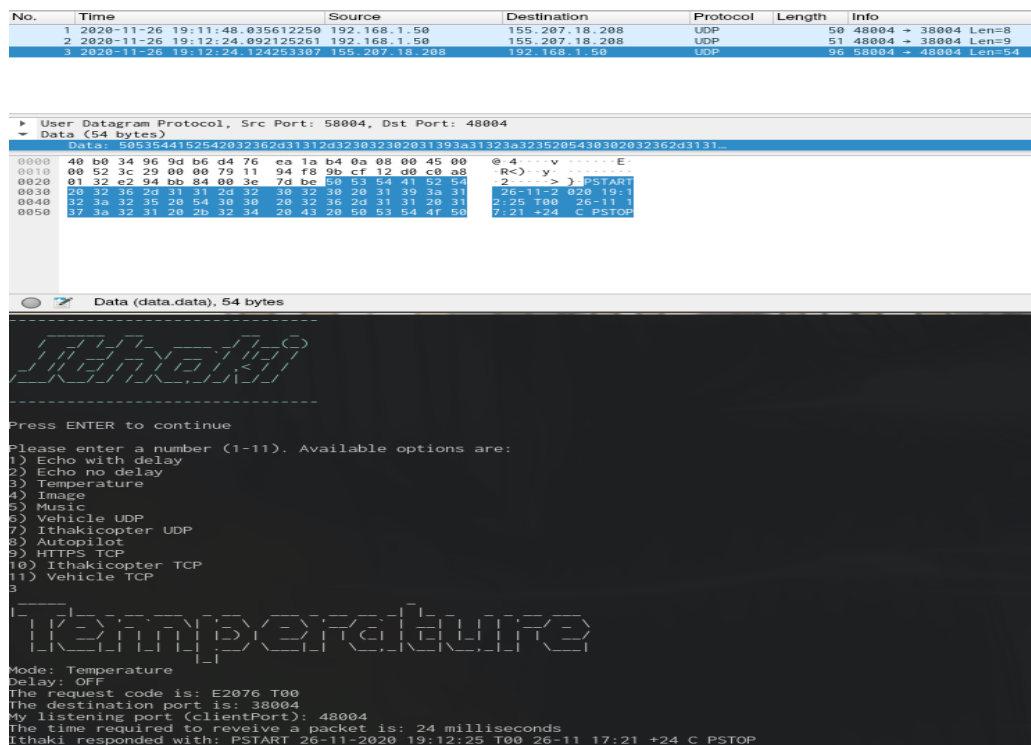 No. Time Source Destination Protocol Length Info
1 2020-11-26 19:11:48.035612250 192.168.1.50 155.207.18.208 UDP 50 48004 → 38004 Len=8
2 2020-11-26 19:12:24.092125261 192.168.1.50 155.207.18.208 UDP 51 48004 → 38004 Len=9
3 2020-11-26 19:12:24.124253307 155.207.18.208 192.168.1.50 UDP 96 58004 → 48004 Len=54
User Datagram Protocol, Src Port: 58004, Dst Port: 48004
Data (54 bytes)
Data: 5053544152542032362d31312d323032302031393a31323a323520543030203236 2d3131…
0000 40 b0 34 96 9d b6 d4 76 ea 1a b4 0a 08 00 45 00 @·4····v ······E·
0010 00 52 3c 29 00 00 79 11 94 f8 9b cf 12 d0 c0 a8 ·R<)··y· ········
0020 01 32 e2 94 bb 84 00 3e 7d be 50 53 54 41 52 54 ·2·····> }·PSTART
0030 20 32 36 2d 31 31 2d 32 30 32 30 20 31 39 3a 31 26-11-2 020 19:1
0040 32 3a 32 35 20 54 30 30 20 32 36 2d 31 31 20 31 2:25 T00 26-11 1
0050 37 3a 32 31 20 2b 32 34 20 43 20 50 53 54 4f 50 7:21 +24 C PSTOP
Data (data.data), 54 bytes
Ithaki
Press ENTER to continue
Please enter a number (1-11). Available options are:
1) Echo with delay
2) Echo no delay
3) Temperature
4) Image
5) Music
6) Vehicle UDP
7) Ithakicopter UDP
8) Autopilot
9) HTTPS TCP
10) Ithakicopter TCP
11) Vehicle TCP
3
Temperature
Mode: Temperature
Delay: OFF
The request code is: E2076 T00
The destination port is: 38004
My listening port (clientPort): 48004
The time required to reveive a packet is: 24 milliseconds
Ithaki responded with: PSTART 26-11-2020 19:12:25 T00 26-11 17:21 +24 C PSTOP